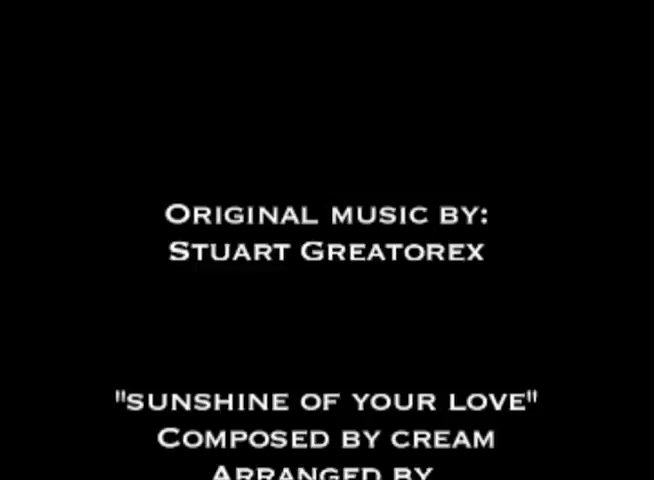 Original music by:
Stuart Greatorex
"sunshine of your love"
Composed by cream
Arranged by